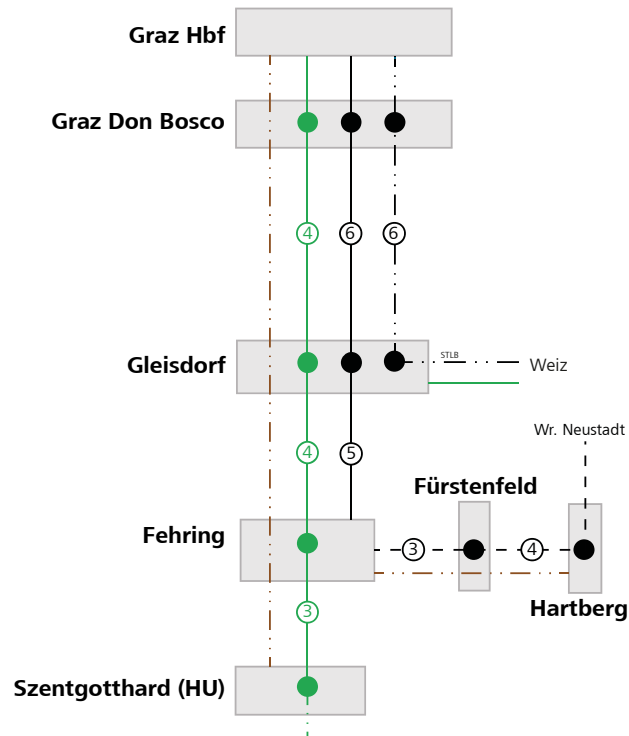 Graz Hbf
Graz Don Bosco
4 6 6
Gleisdorf
STLB
Weiz
4 5
Wr. Neustadt
Fürstenfeld
Fehring
3 4
Hartberg
3
Szentgotthard (HU)